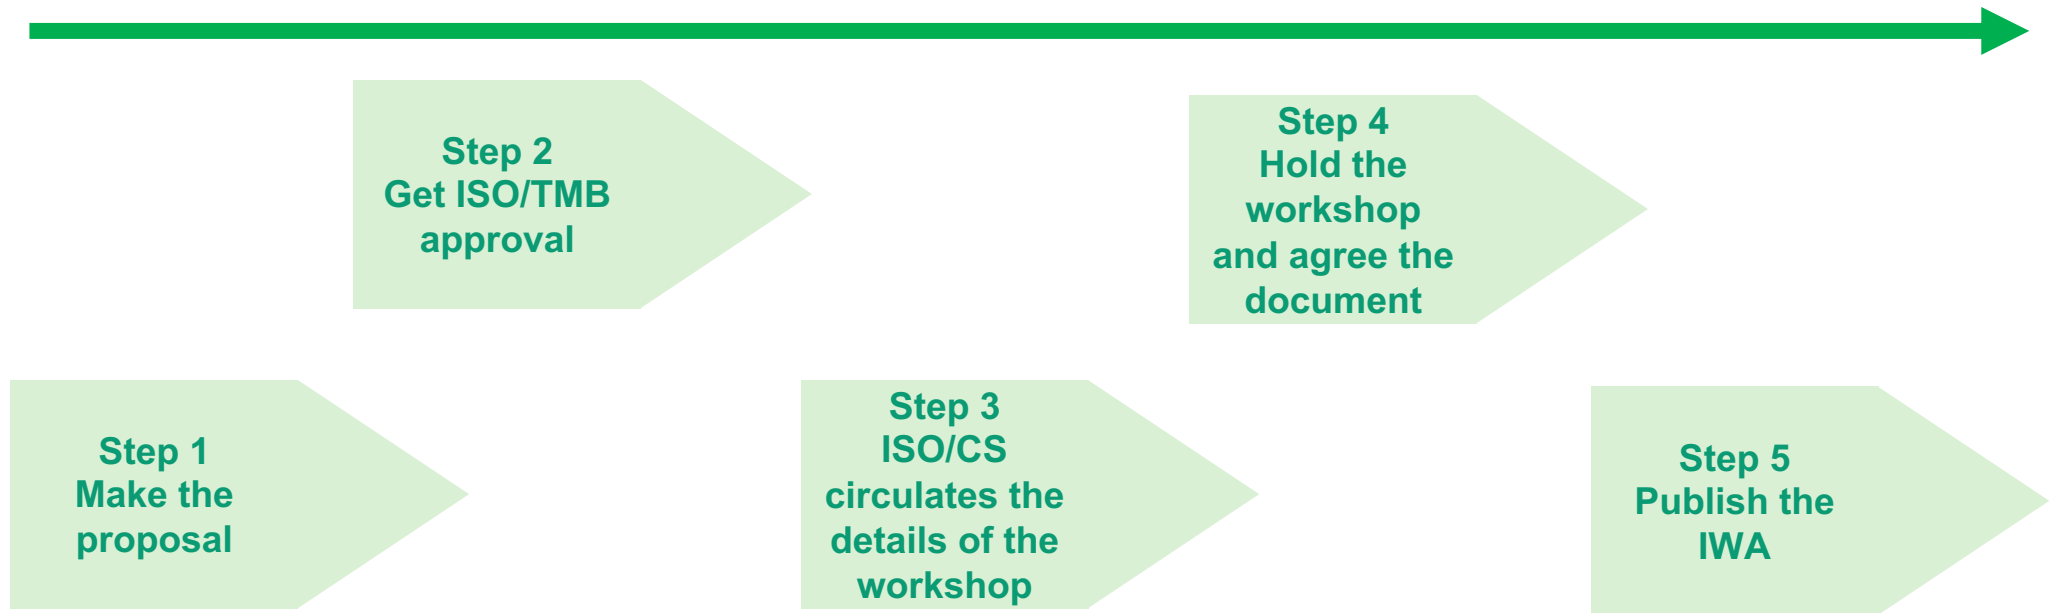 Step 1
Make the
proposal
Step 2
Get ISO/TMB
approval
Step 3
ISO/CS
circulates the
details of the
workshop
Step 4
Hold the
workshop
and agree the
document
Step 5
Publish the
IWA